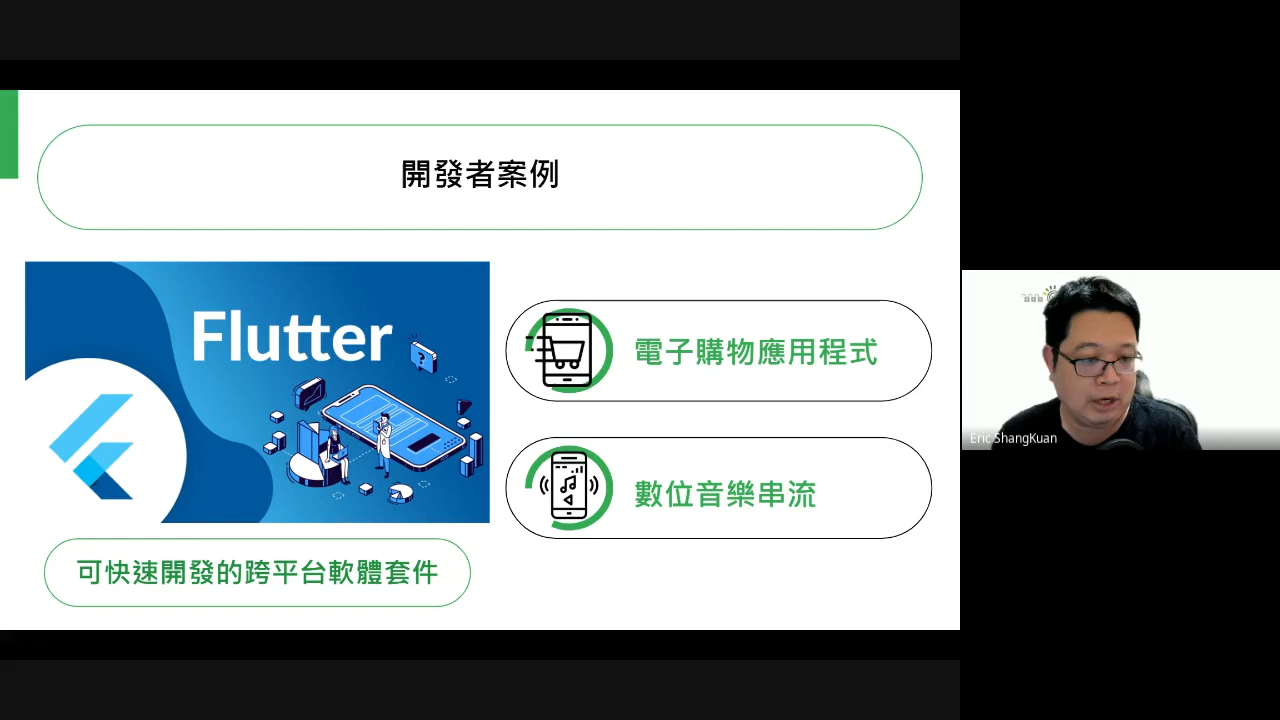 開發者案例
Flutter
?
電子購物應用程式
數位音樂串流
可快速開發的跨平台軟體套件
Eric ShangKuan